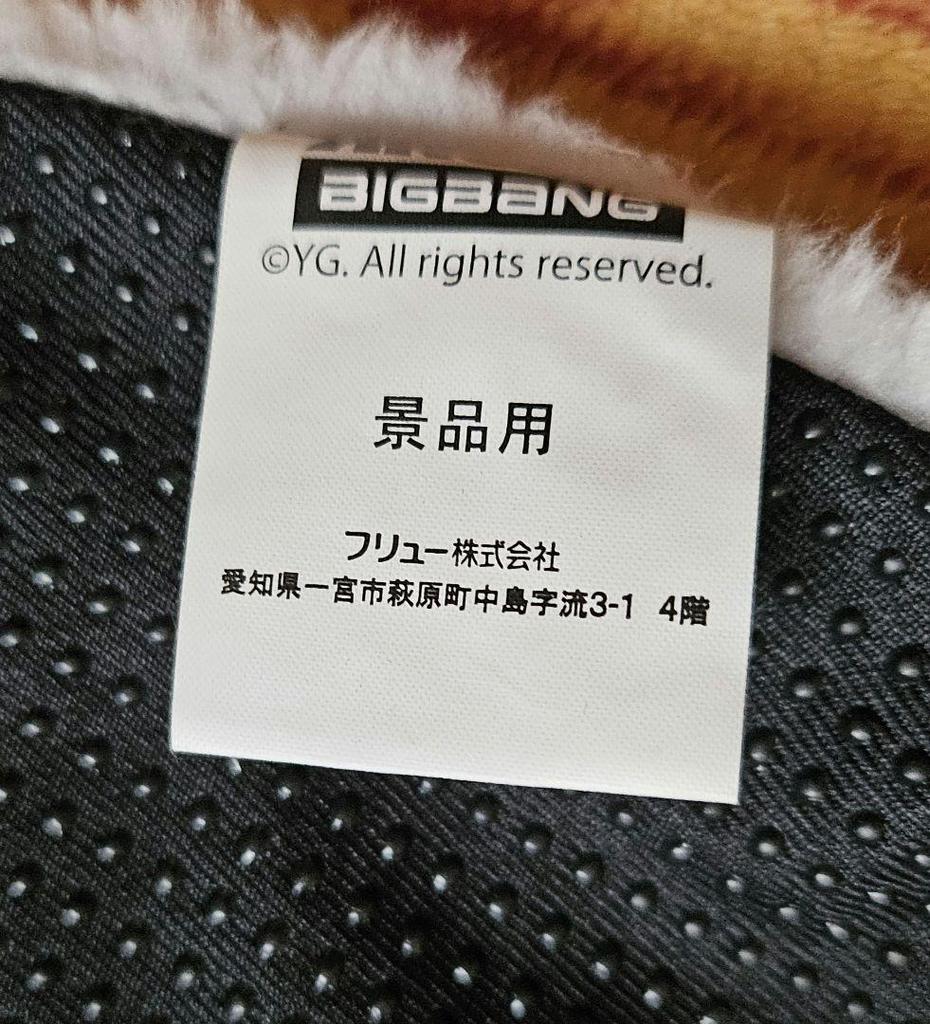 BIGBANG
©YG. All rights reserved.
景品用
フリュー株式会社
愛知県一宮市萩原町中島字流3-1 4階